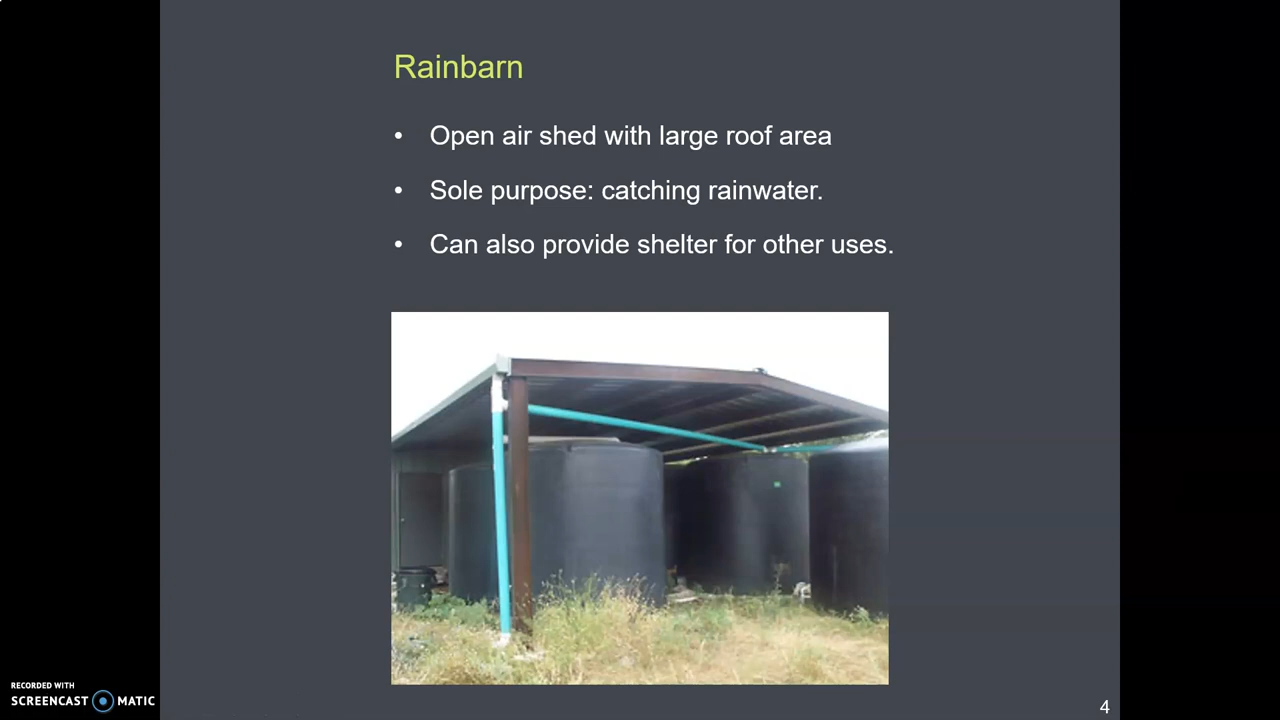 Rainbarn
• Open air shed with large roof area
• Sole purpose: catching rainwater.
• Can also provide shelter for other uses.
RECORDED WITH
SCREENCAST MATIC
4